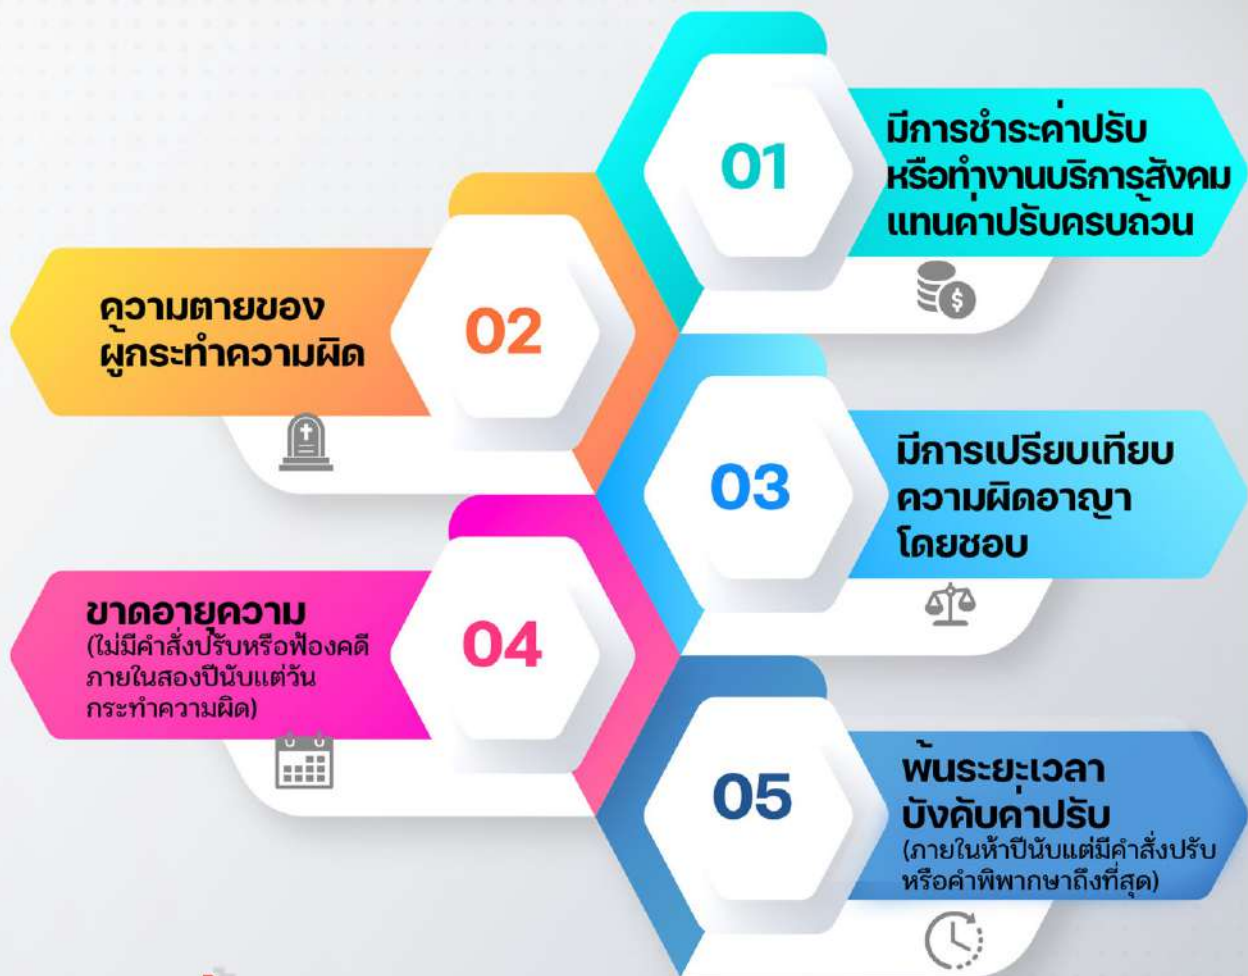 01
มีการชำระค่าปรับ
หรือทำงานบริการสังคม
แทนค่าปรับครบถ้วน
02
ความตายของ
ผู้กระทำความผิด
03
มีการเปรียบเทียบ
ความผิดอาญา
โดยชอบ
04
ขาดอายุความ
(ไม่มีคำสั่งปรับหรือฟ้องคดี
ภายในสองปีนับแต่วัน
กระทำความผิด)
05
พ้นระยะเวลา
บังคับค่าปรับ
(ภายในห้าปีนับแต่มีคำสั่งปรับ
หรือคำพิพากษาถึงที่สุด)